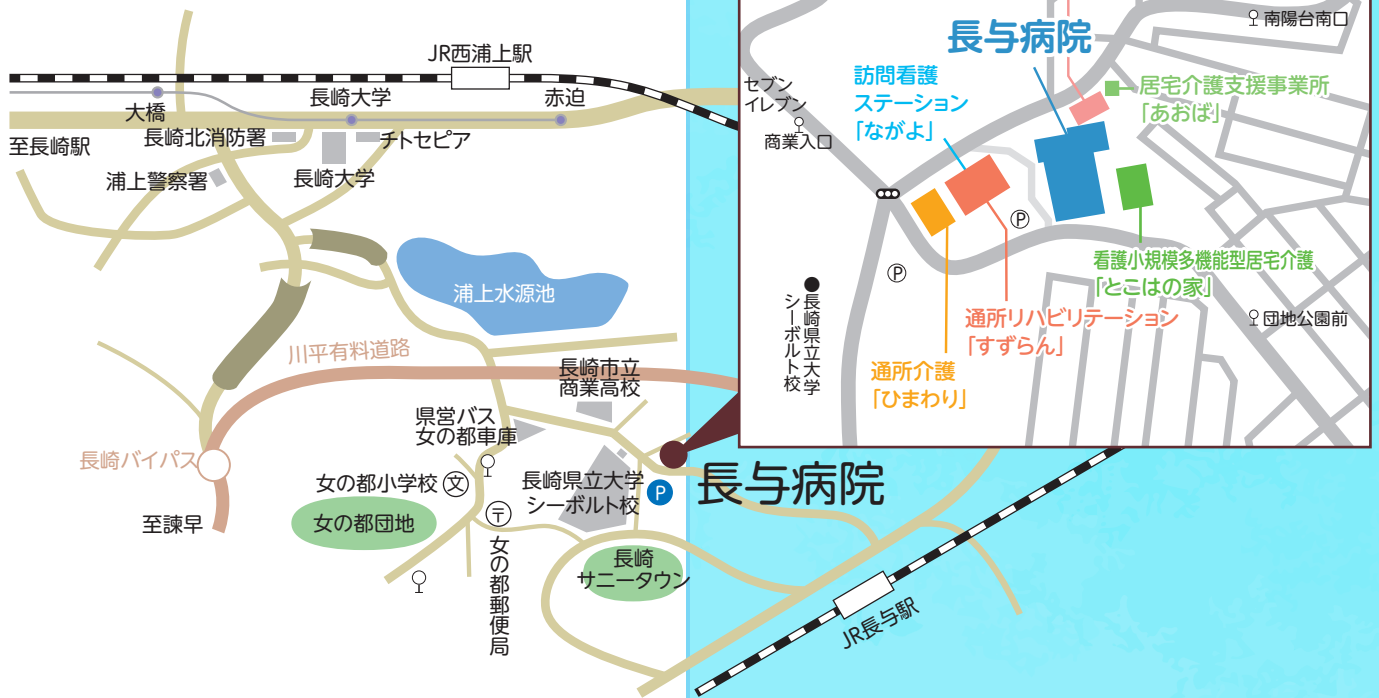 JR西浦上駅
大橋
長崎大学
赤迫
至長崎駅
長崎北消防署
チトセピア
浦上警察署
長崎大学
浦上水源池
川平有料道路
長崎市立
商業高校
県営バス
女の都車庫
長崎バイパス
女の都小学校
文
長崎県立大学
シーボルト校
P
長与病院
至諫早
女の都団地
〒
女の都郵便局
長崎
サニータウン
JR長与駅
南陽台南口
長与病院
セブン
イレブン
商業入口
訪問看護
ステーション
「ながよ」
居宅介護支援事業所
「あおば」
P
P
看護小規模多機能型居宅介護
「とこはの家」
長崎県立大学
シーボルト校
通所リハビリテーション
「すずらん」
団地公園前
通所介護
「ひまわり」